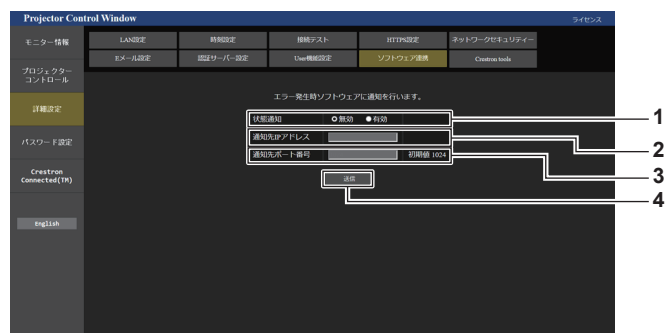 Projector Control Window
ライセンス
モニター情報
LAN設定
時刻設定
接続テスト
HTTPS設定
ネットワークセキュリティー
Eメール設定
認証サーバー設定
User機能設定
ソフトウェア連携
Crestron tools
プロジェクター
コントロール
詳細設定
パスワード設定
Crestron
Connected(TM)
English
エラー発生時ソフトウェアに通知を行います。
状態通知
無効
有効
1
通知先IPアドレス
2
通知先ポート番号
初期値 1024
3
送信
4